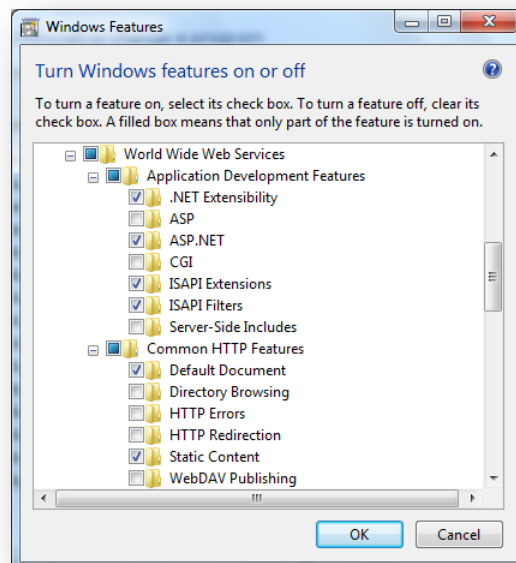 Windows Features
Turn Windows features on or off
To turn a feature on, select its check box. To turn a feature off, clear its
check box. A filled box means that only part of the feature is turned on.
World Wide Web Services
Application Development Features
.NET Extensibility
ASP
ASP.NET
CGI
ISAPI Extensions
ISAPI Filters
Server-Side Includes
Common HTTP Features
Default Document
Directory Browsing
HTTP Errors
HTTP Redirection
Static Content
WebDAV Publishing
OK
Cancel